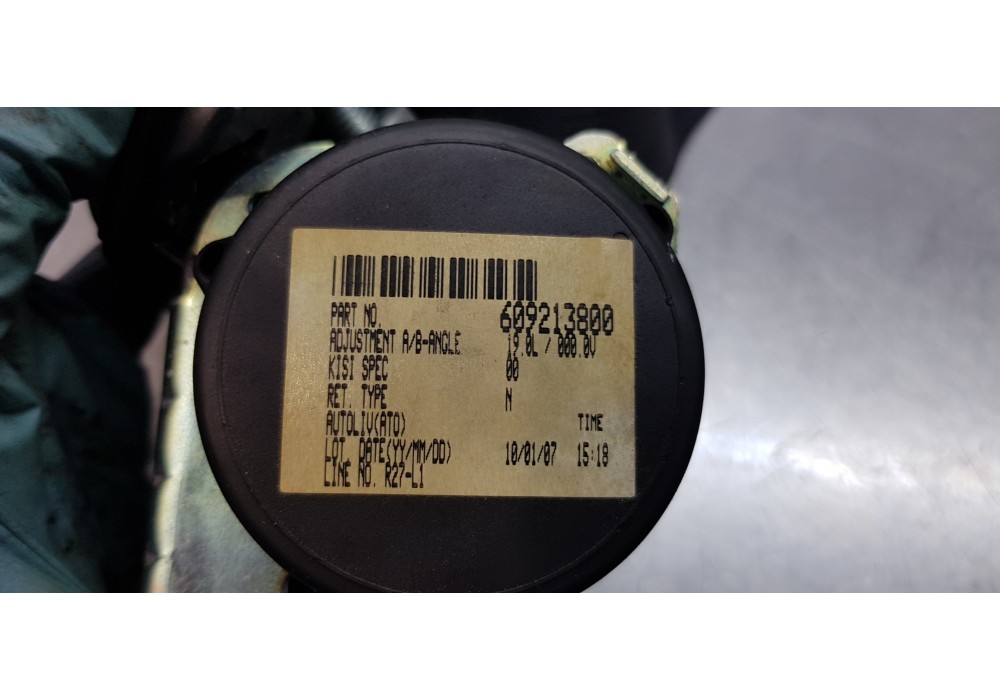 PART NO. 609213800
ADJUSTMENT A/B-ANGLE 19.0L / 000.0V
KISI SPEC 00
RET. TYPE N
AUTOLIV(ATO) TIME
LOT. DATE(YY/MM/DD) 10/01/07 15:18
LINE NO. R27-L1